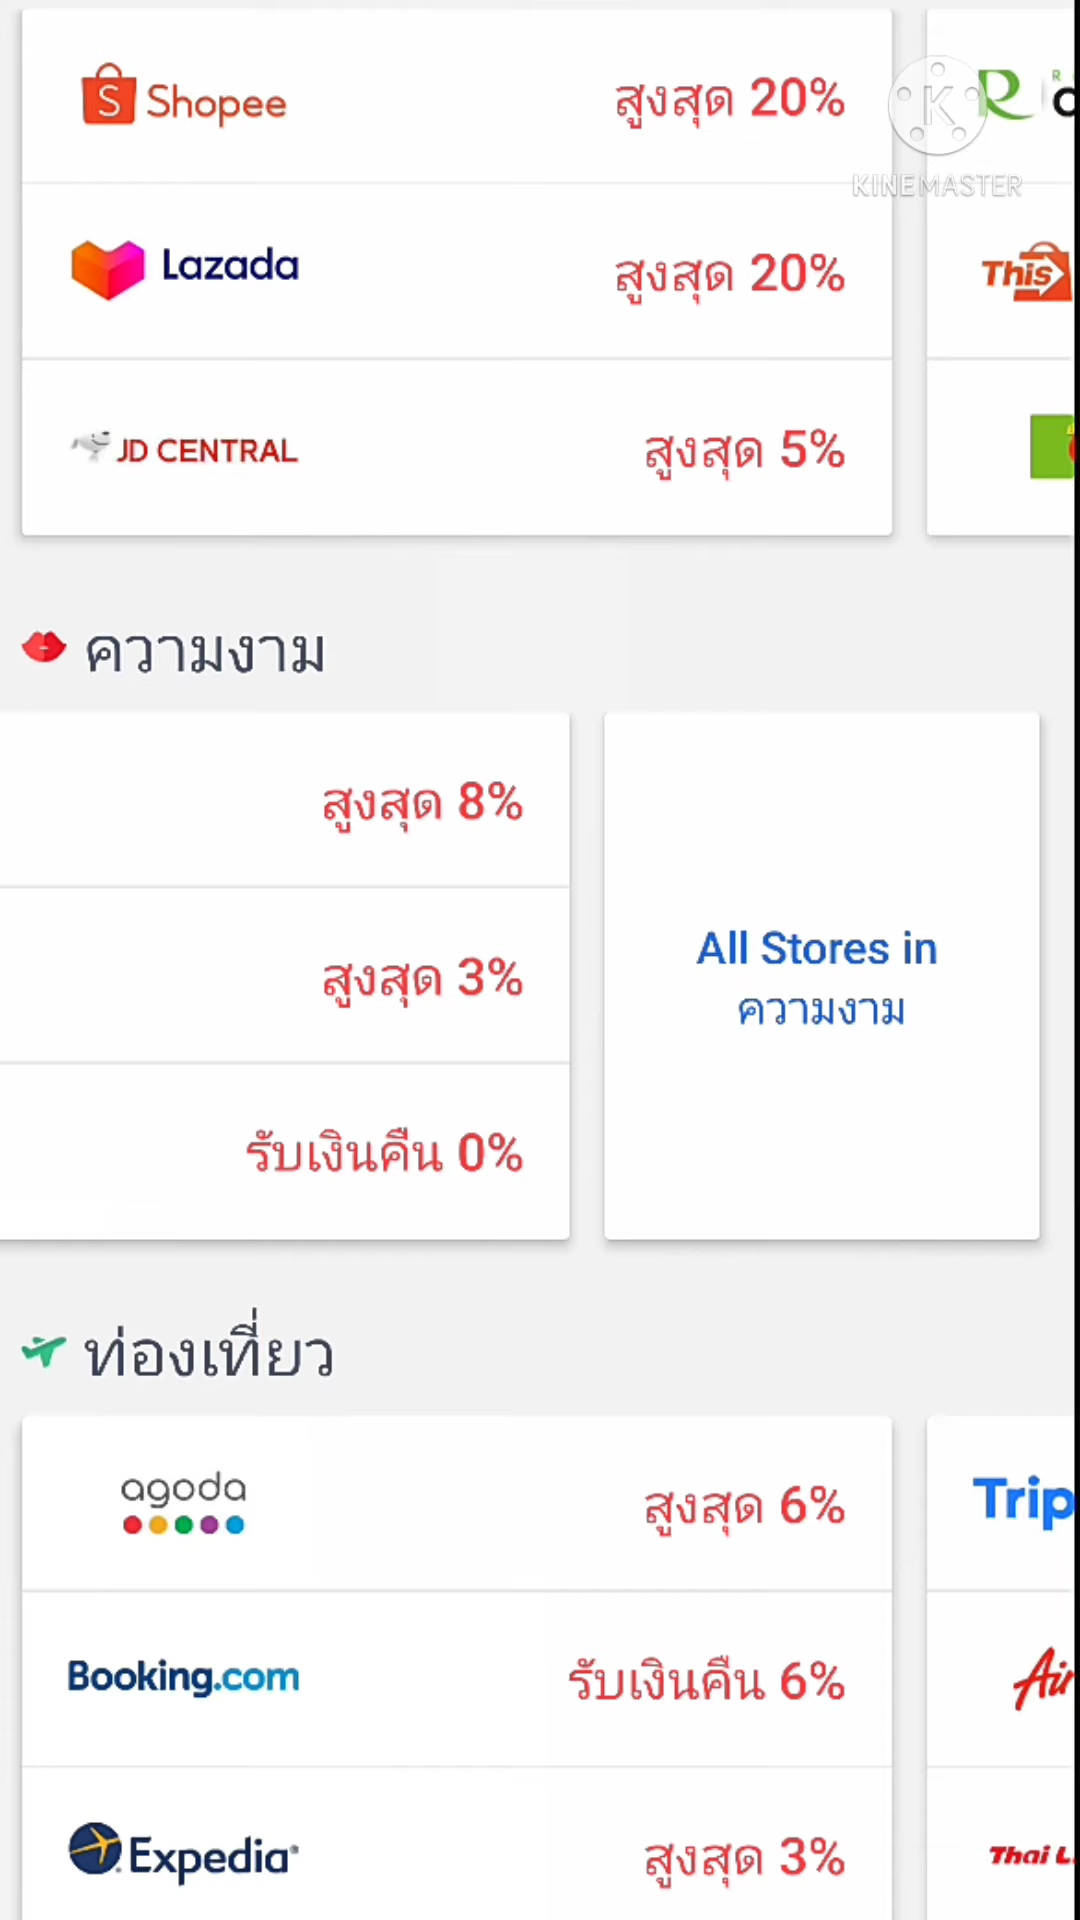 Shopee
สูงสุด 20%
KINEMASTER
Lazada
สูงสุด 20%
This
JD CENTRAL
สูงสุด 5%
ความงาม
สูงสุด 8%
สูงสุด 3%
รับเงินคืน 0%
All Stores in
ความงาม
ท่องเที่ยว
agoda
สูงสุด 6%
Trip
Booking.com
รับเงินคืน 6%
Air
Expedia
สูงสุด 3%
Thai L